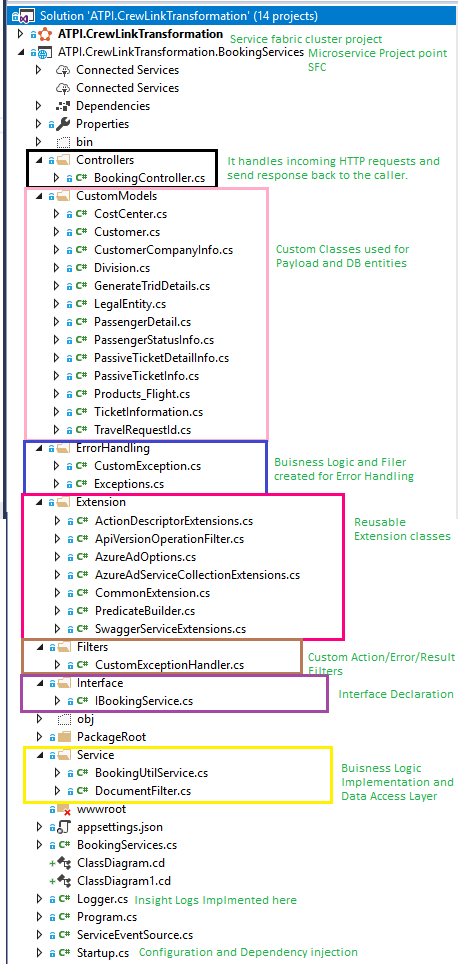 Solution 'ATPI.CrewLinkTransformation' (14 projects)
ATPI.CrewLinkTransformation Service fabric cluster project
ATPI.CrewLinkTransformation.BookingServices Microservice Project point
SFC
Connected Services
Connected Services
Dependencies
Properties
bin
Controllers It handles incoming HTTP requests and
BookingController.cs send response back to the caller.
CustomModels
CostCenter.cs
Customer.cs
CustomerCompanyInfo.cs Custom Classes used for
Division.cs Payload and DB entities
GenerateTridDetails.cs
LegalEntity.cs
PassengerDetail.cs
PassengerStatusInfo.cs
PassiveTicketDetailInfo.cs
PassiveTicketInfo.cs
Products_Flight.cs
TicketInformation.cs
TravelRequestId.cs
ErrorHandling
CustomException.cs Buisness Logic and Filer
Exceptions.cs created for Error Handling
Extension
ActionDescriptorExtensions.cs Reusable
ApiVersionOperationFilter.cs Extension classes
AzureAdOptions.cs
AzureAdServiceCollectionExtensions.cs
CommonExtension.cs
PredicateBuilder.cs
SwaggerServiceExtensions.cs
Filters
CustomExceptionHandler.cs Custom Action/Error/Result
Filters
Interface
IBookingService.cs Interface Declaration
obj
PackageRoot
Service
BookingUtilService.cs Buisness Logic
Implementation and
DocumentFilter.cs Data Access Layer
wwwroot
appsettings.json
BookingServices.cs
ClassDiagram.cd
ClassDiagram1.cd
Logger.cs Insight Logs Implmented here
Program.cs
ServiceEventSource.cs
Startup.cs Configuration and Dependency injection